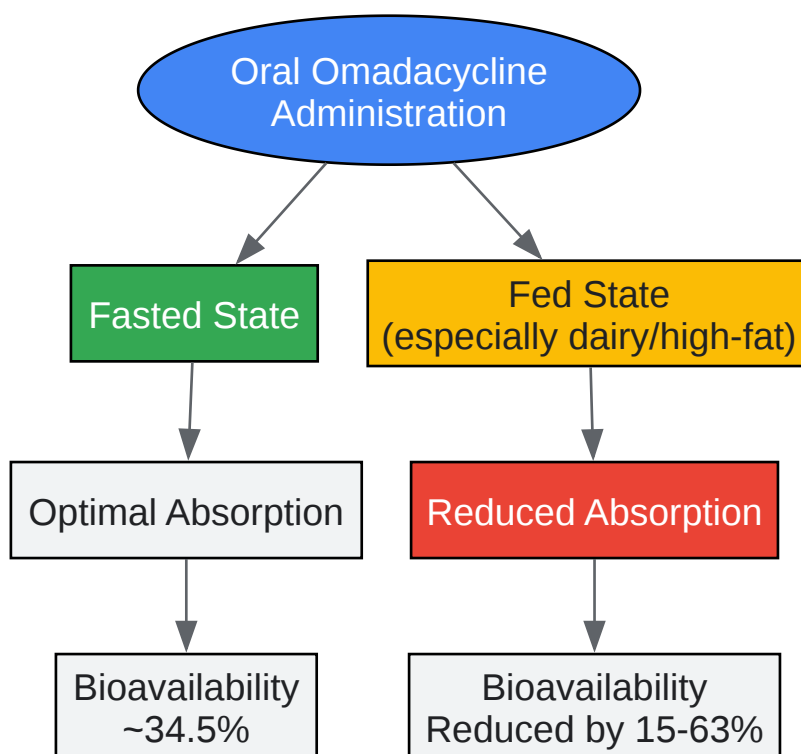 Oral Omadacycline
Administration
Fasted State
Fed State
(especially dairy/high-fat)
Optimal Absorption
Reduced Absorption
Bioavailability
~34.5%
Bioavailability
Reduced by 15-63%